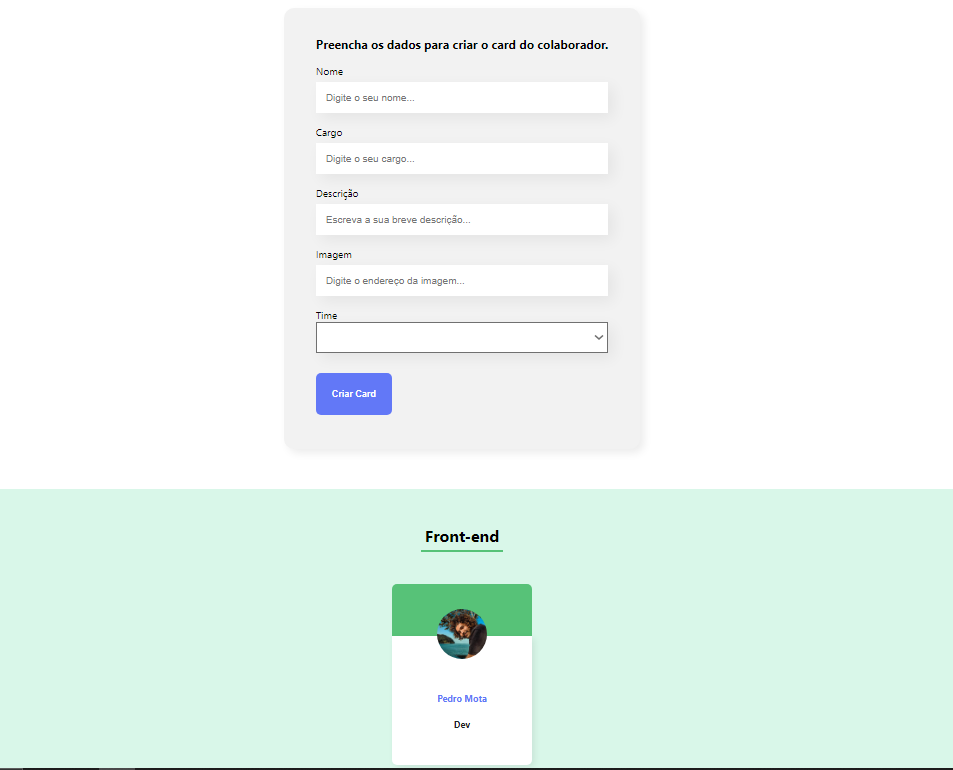 Preencha os dados para criar o card do colaborador.
Nome
Digite o seu nome...
Cargo
Digite o seu cargo...
Descrição
Escreva a sua breve descrição...
Imagem
Digite o endereço da imagem...
Time
Criar Card
Front-end
Pedro Mota
Dev